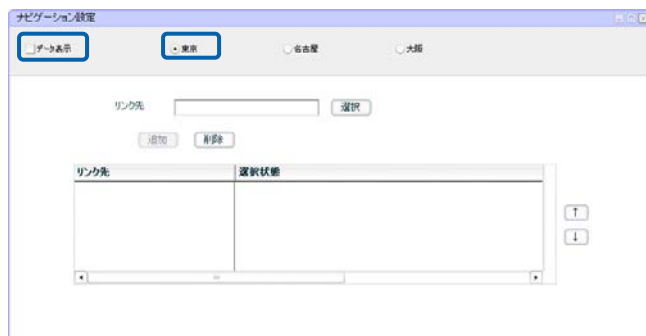 ナビゲーション設定
データ表示 東京 名古屋 大阪
リンク先 選択
追加 削除
リンク先 選択状態
↑
↓